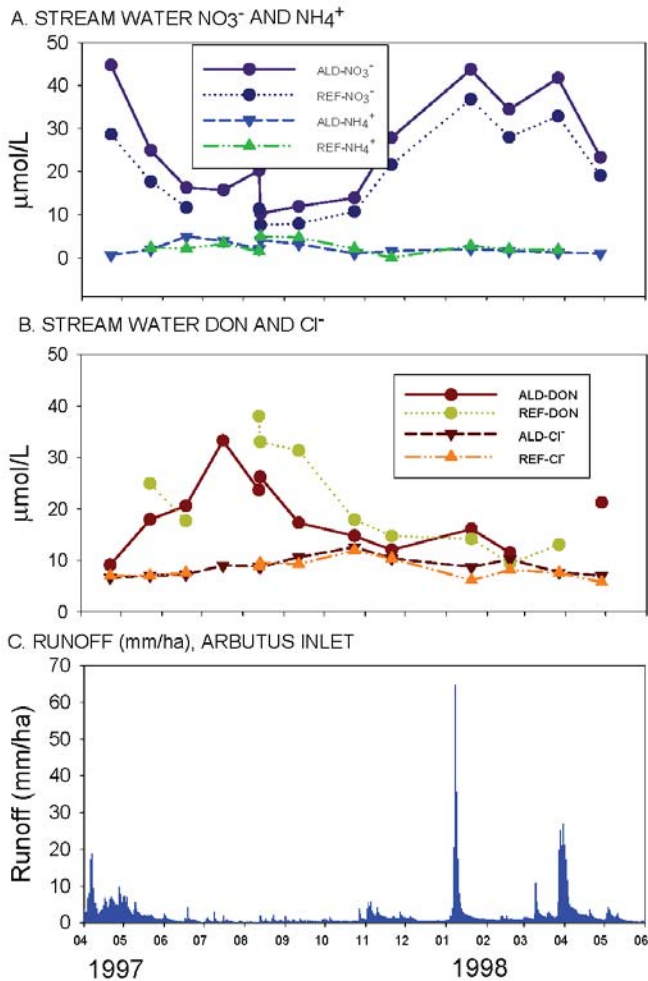 A. STREAM WATER NO₃⁻ AND NH₄⁺
50
40
30
20
10
0
μmol/L
ALD-NO₃⁻
REF-NO₃⁻
ALD-NH₄⁺
REF-NH₄⁺
B. STREAM WATER DON AND Cl⁻
50
40
30
20
10
0
μmol/L
ALD-DON
REF-DON
ALD-Cl⁻
REF-Cl⁻
C. RUNOFF (mm/ha), ARBUTUS INLET
70
60
50
40
30
20
10
0
Runoff (mm/ha)
04 05 06 07 08 09 10 11 12 01 02 03 04 05 06
1997 1998